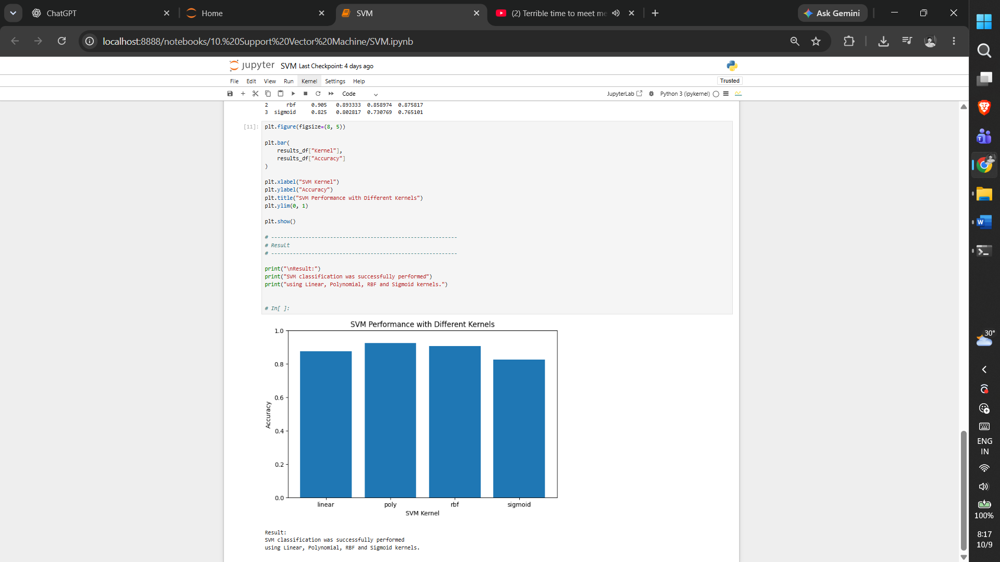 ChatGPT
Home
SVM
(2) Terrible time to meet me
Ask Gemini
localhost:8888/notebooks/10.%20Support%20Vector%20Machine/SVM.ipynb
jupyter SVM Last Checkpoint: 4 days ago
File Edit View Run Kernel Settings Help
Trusted
Code
JupyterLab
Python 3 (ipykernel)
2 rbf 0.905 0.893333 0.858974 0.875817
3 sigmoid 0.825 0.802817 0.730769 0.765101
[11]:
plt.figure(figsize=(8, 5))
plt.bar(
results_df["Kernel"],
results_df["Accuracy"]
)
plt.xlabel("SVM Kernel")
plt.ylabel("Accuracy")
plt.title("SVM Performance with Different Kernels")
plt.ylim(0, 1)
plt.show()
# ------------------------------------------------------------
# Result
# ------------------------------------------------------------
print("\nResult:")
print("SVM classification was successfully performed")
print("using Linear, Polynomial, RBF and Sigmoid kernels.")
# In[ ]:
SVM Performance with Different Kernels
1.0
0.8
0.6
0.4
0.2
0.0
Accuracy
linear poly rbf sigmoid
SVM Kernel
Result:
SVM classification was successfully performed
using Linear, Polynomial, RBF and Sigmoid kernels.
30°
ENG
IN
100%
8:17
10/9